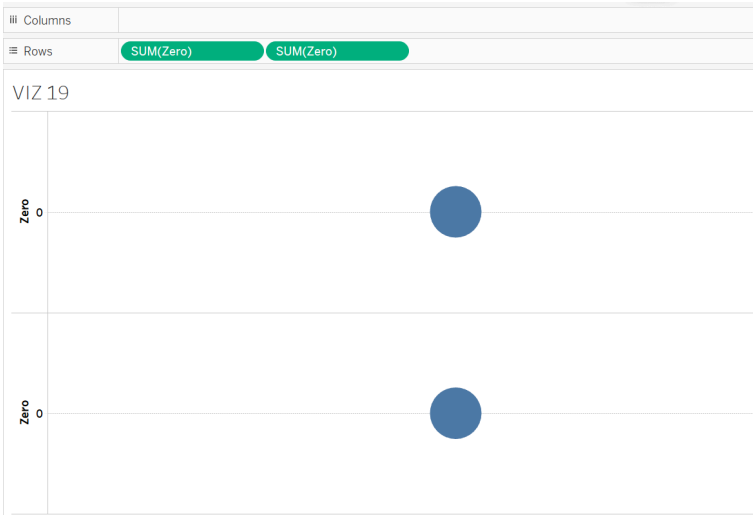 Columns
Rows SUM(Zero) SUM(Zero)
VIZ 19
Zero 0
Zero 0